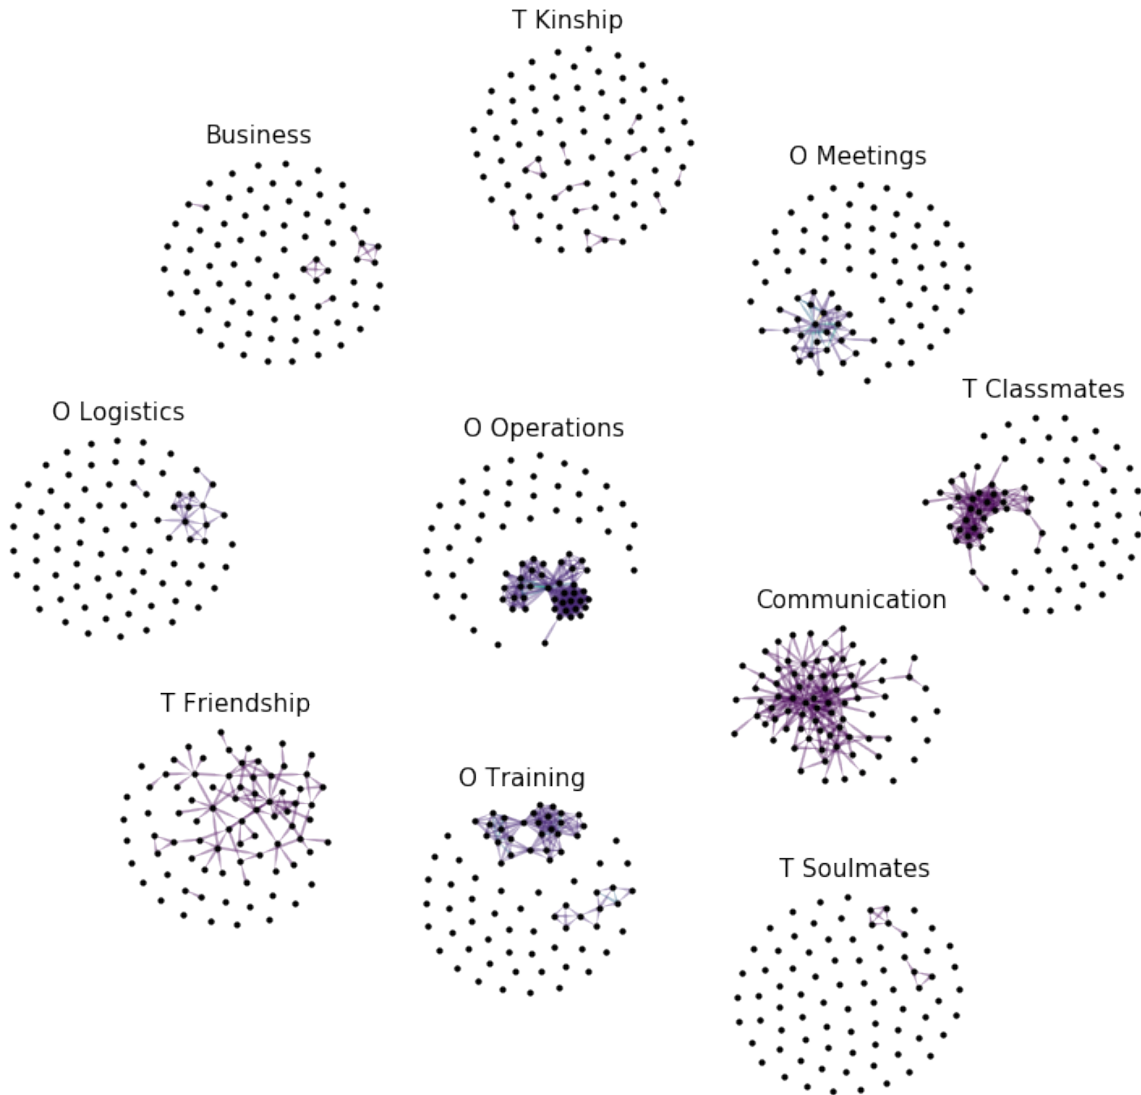 T Kinship
Business
O Meetings
T Classmates
O Logistics
O Operations
Communication
T Friendship
O Training
T Soulmates